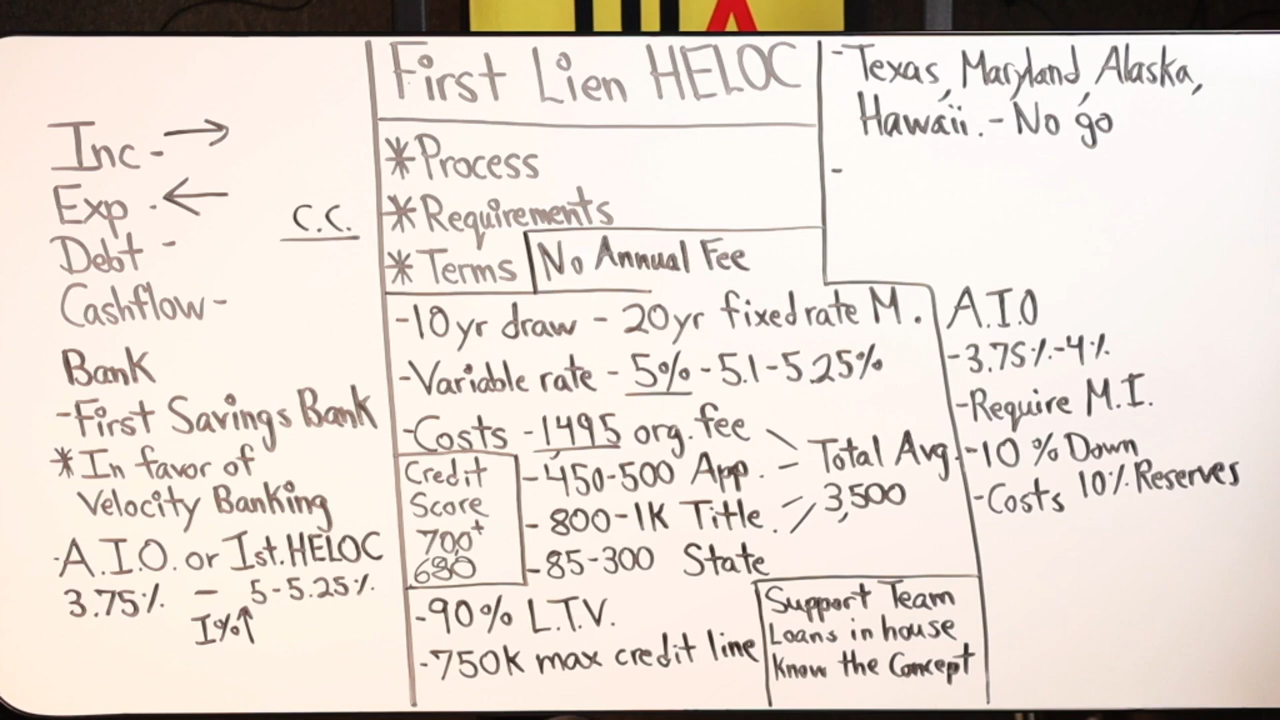 Inc - →
Exp . ←
C.C.
Debt -
Cashflow -
Bank
-First Savings Bank
* In favor of
Velocity Banking
-A.I.O. or 1st. HELOC
3.75% - 5-5.25%
I%↑
First Lien HELOC
*Process
*Requirements
*Terms
No Annual Fee
-10yr draw - 20yr fixed rate M.
-Variable rate - 5% - 5.1-5.25%
-Costs - 1,495 org. fee
-450-500 App.
- 800-1K Title.
-85-300 State
Total Avg.
3,500
Credit
Score
700+
680
-90% L.T.V.
-750K max credit line
Support Team
Loans in house
Know the Concept
-Texas, Maryland, Alaska,
Hawaii. - No go
-
A.I.O
-3.75%-4%
-Require M.I.
-10% Down
-Costs 10% Reserves